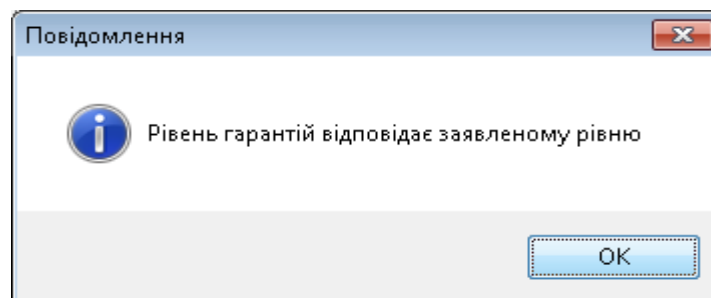 Повідомлення
Рівень гарантій відповідає заявленому рівню
OK